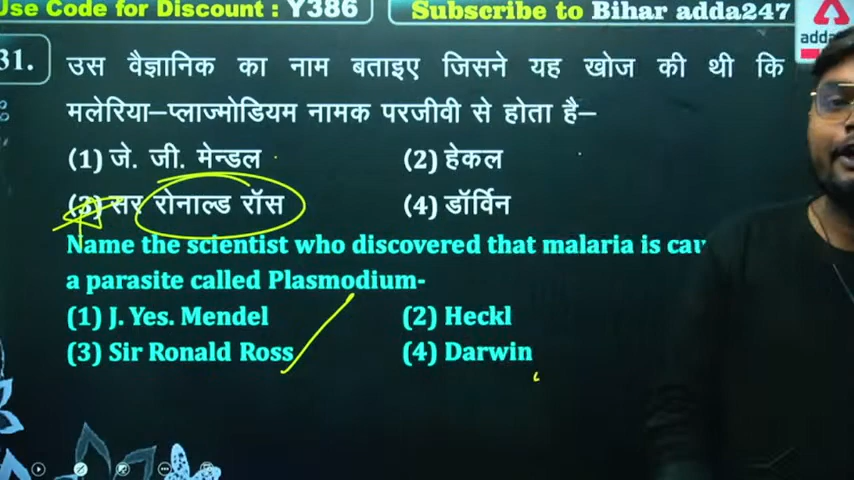 Use Code for Discount : Y386
Subscribe to Bihar adda247
31.
उस वैज्ञानिक का नाम बताइए जिसने यह खोज की थी कि
मलेरिया–प्लाज्मोडियम नामक परजीवी से होता है–
(1) जे. जी. मेन्डल
(2) हेकल
(3) सर रोनाल्ड रॉस
(4) डॉर्विन
Name the scientist who discovered that malaria is
a parasite called Plasmodium-
(1) J. Yes. Mendel
(2) Heckl
(3) Sir Ronald Ross
(4) Darwin